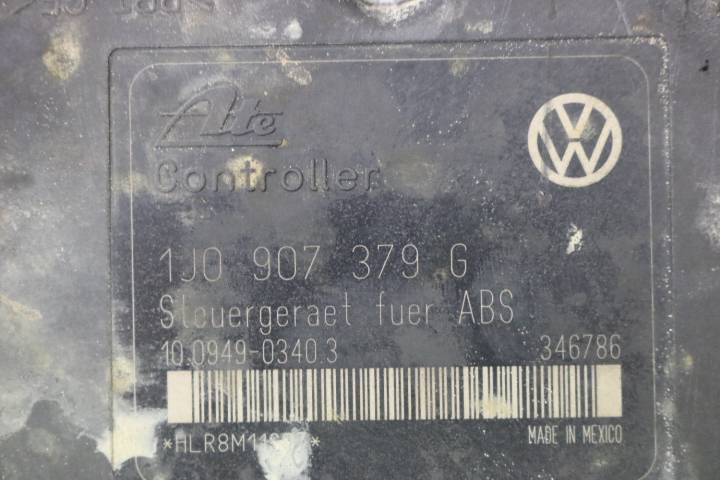 Ate
Controller
1J0 907 379 G
Steuergeraet fuer ABS
10.0949-0340.3 346786
MADE IN MEXICO